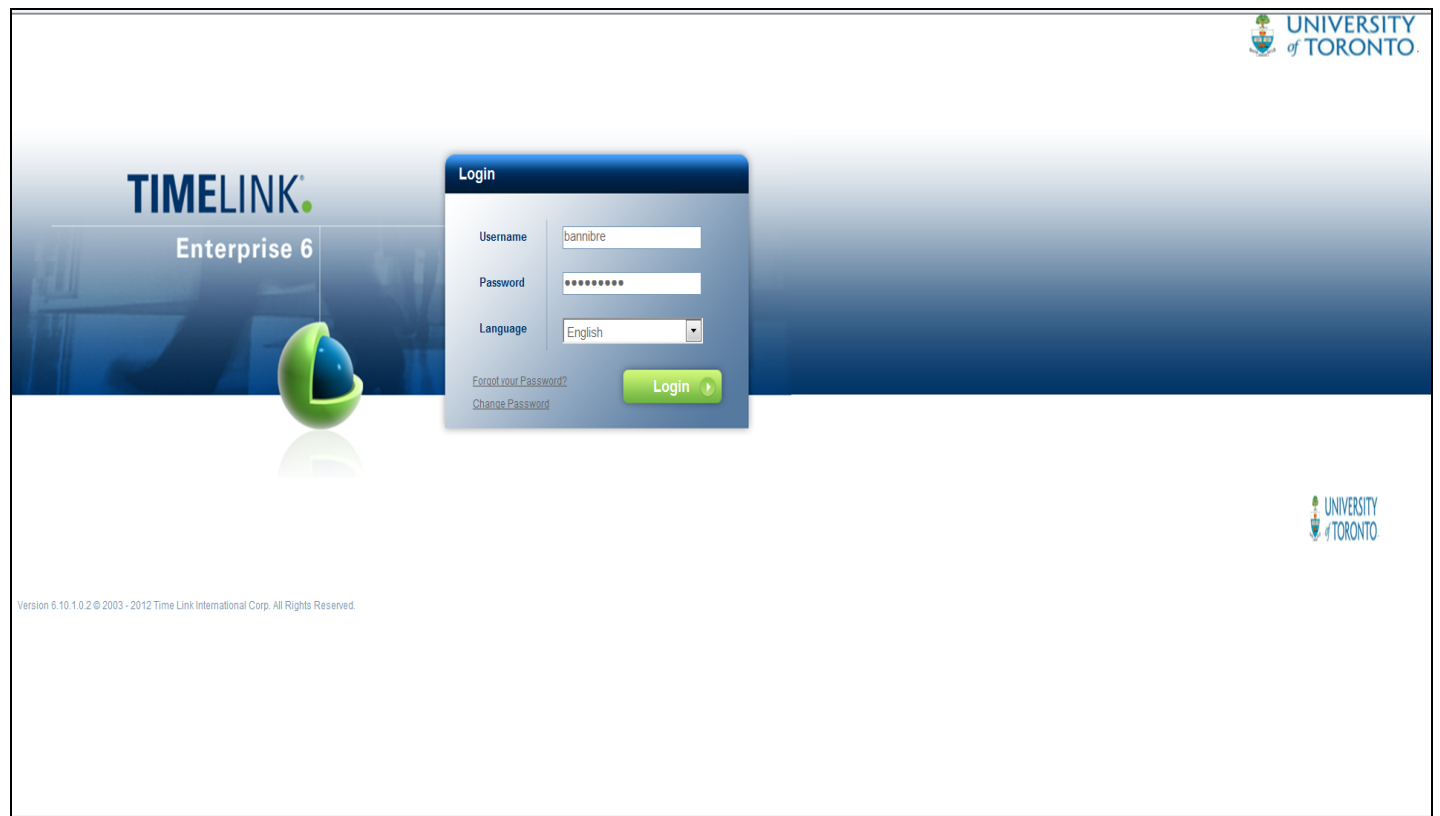 UNIVERSITY
of TORONTO
TIMELINK
Enterprise 6
Login
Username
bannibre
Password
•••••••••
Language
English
Forgot your Password?
Change Password
Login
UNIVERSITY
of TORONTO
Version 6.10.1.0.2 © 2003 - 2012 Time Link International Corp. All Rights Reserved.